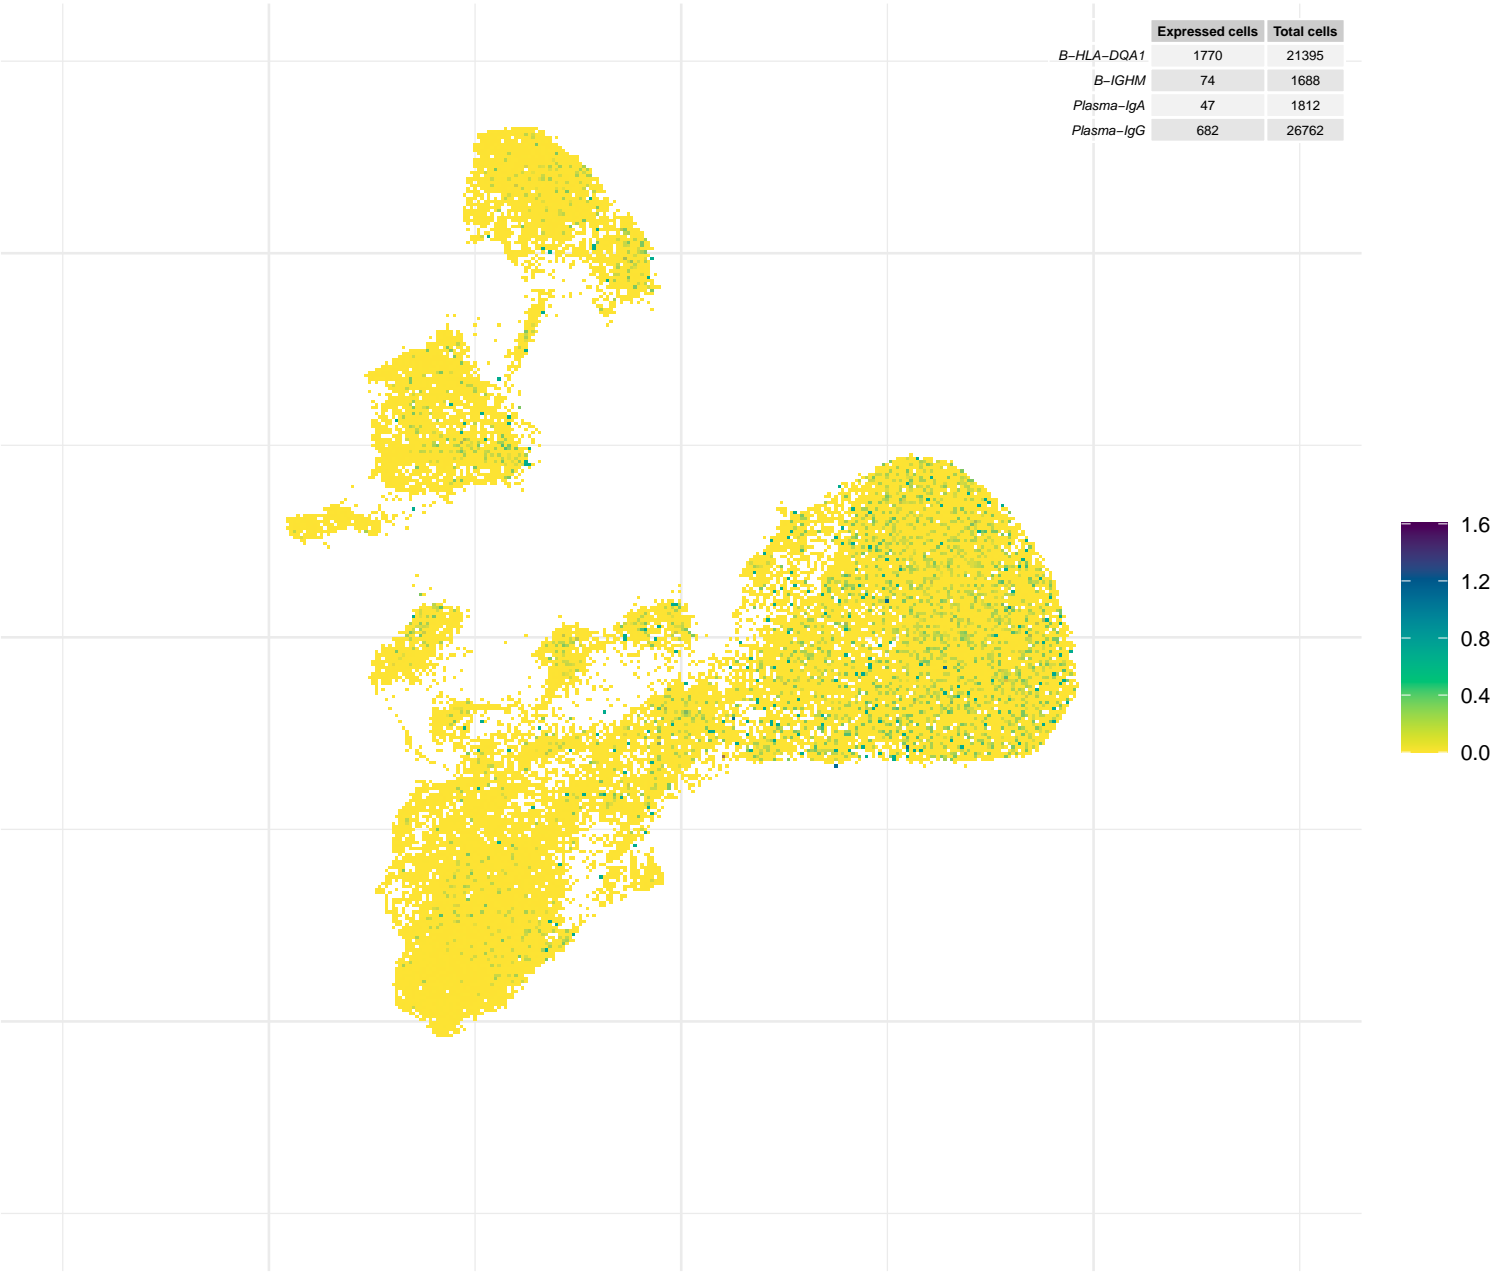 Expressed cells Total cells
B−HLA−DQA1 1770 21395
B−IGHM 74 1688
Plasma−IgA 47 1812
Plasma−IgG 682 26762
1.6
1.2
0.8
0.4
0.0